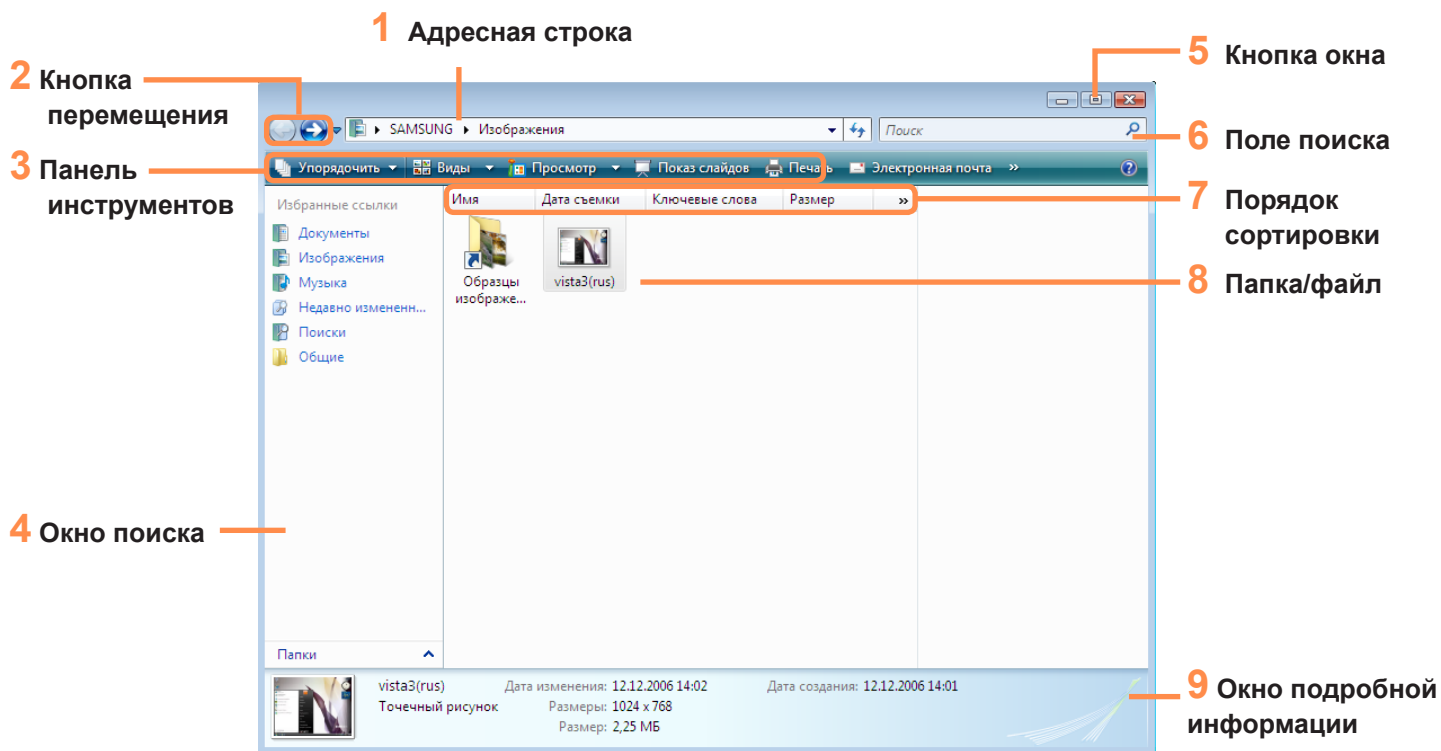 1 Адресная строка
2 Кнопка
перемещения
3 Панель
инструментов
4 Окно поиска
5 Кнопка окна
6 Поле поиска
7 Порядок
сортировки
8 Папка/файл
9 Окно подробной
информации
SAMSUNG Изображения
Поиск
Упорядочить Виды Просмотр Показ слайдов Печать Электронная почта »
Избранные ссылки
Документы
Изображения
Музыка
Недавно измененн...
Поиски
Общие
Папки
Имя Дата съемки Ключевые слова Размер »
Образцы
изображе...
vista3(rus)
vista3(rus) Дата изменения: 12.12.2006 14:02 Дата создания: 12.12.2006 14:01
Точечный рисунок Размеры: 1024 x 768
Размер: 2,25 МБ